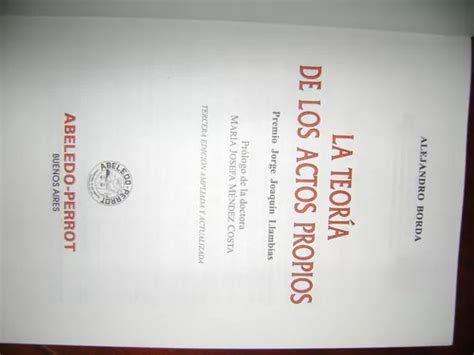 ALEJANDRO BORDA
LA TEORÍA
DE LOS ACTOS PROPIOS
Premio Jorge Joaquín Llambías
Prólogo de la doctora
MARÍA JOSEFA MÉNDEZ COSTA
TERCERA EDICIÓN AMPLIADA Y ACTUALIZADA
ABELEDO-PERROT
ABELEDO-PERROT
BUENOS AIRES